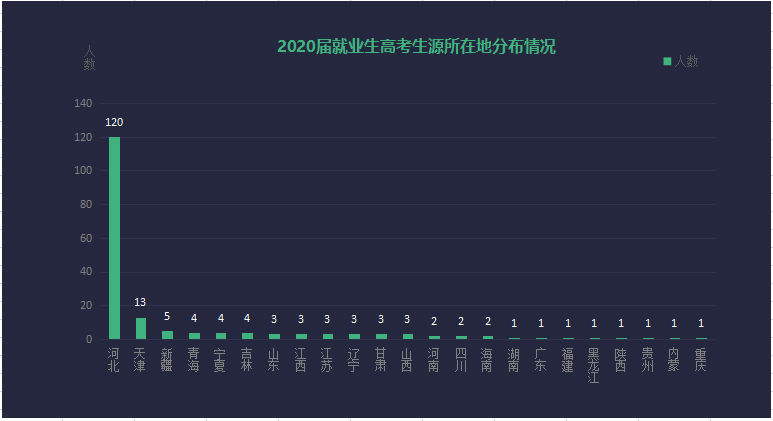 2020届就业生高考生源所在地分布情况
人数
人数
140
120
100
80
60
40
20
0
120
13
5
4
4
4
3
3
3
3
3
3
2
2
2
1
1
1
1
1
1
1
1
河北
天津
新疆
青海
宁夏
吉林
山东
江西
江苏
辽宁
甘肃
山西
河南
四川
海南
湖南
广东
福建
黑龙江
陕西
贵州
内蒙
重庆